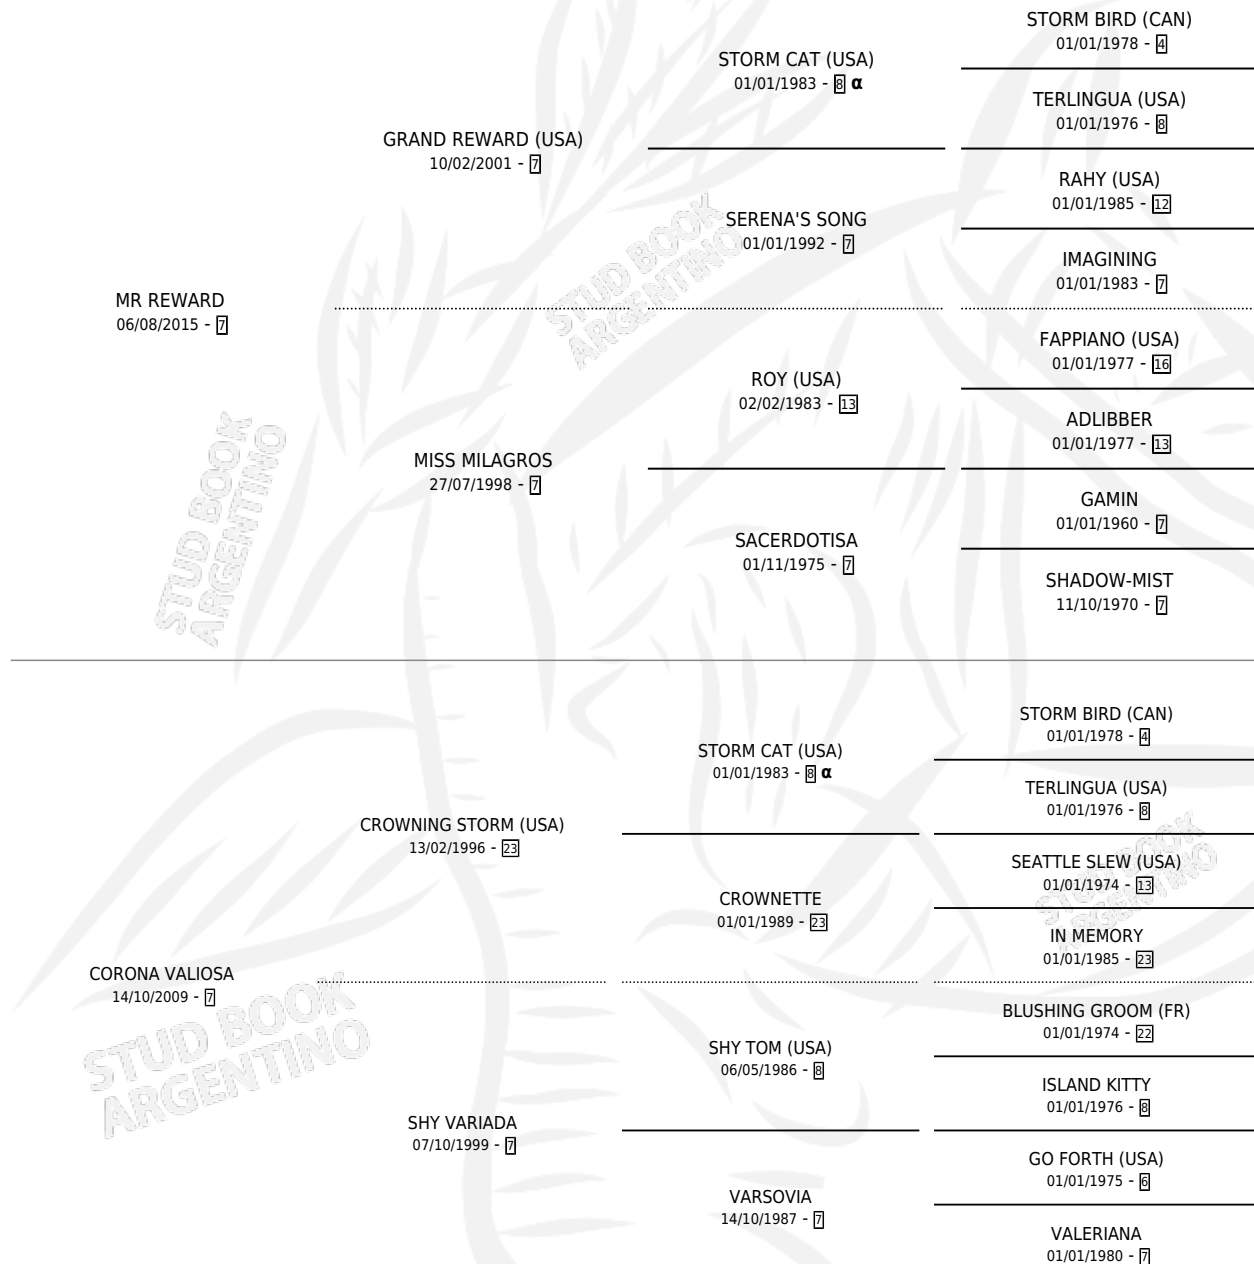 STORM BIRD (CAN)
01/01/1978 - 4
STORM CAT (USA)
01/01/1983 - 8 α
TERLINGUA (USA)
01/01/1976 - 8
GRAND REWARD (USA)
10/02/2001 - 7
RAHY (USA)
01/01/1985 - 12
SERENA'S SONG
01/01/1992 - 7
IMAGINING
01/01/1983 - 7
MR REWARD
06/08/2015 - 7
FAPPIANO (USA)
01/01/1977 - 16
ROY (USA)
02/02/1983 - 13
ADLIBBER
01/01/1977 - 13
MISS MILAGROS
27/07/1998 - 7
GAMIN
01/01/1960 - 7
SACERDOTISA
01/11/1975 - 7
SHADOW-MIST
11/10/1970 - 7
STORM BIRD (CAN)
01/01/1978 - 4
STORM CAT (USA)
01/01/1983 - 8 α
TERLINGUA (USA)
01/01/1976 - 8
CROWNING STORM (USA)
13/02/1996 - 23
SEATTLE SLEW (USA)
01/01/1974 - 13
CROWNETTE
01/01/1989 - 23
IN MEMORY
01/01/1985 - 23
CORONA VALIOSA
14/10/2009 - 7
BLUSHING GROOM (FR)
01/01/1974 - 22
SHY TOM (USA)
06/05/1986 - 8
ISLAND KITTY
01/01/1976 - 8
SHY VARIADA
07/10/1999 - 7
GO FORTH (USA)
01/01/1975 - 6
VARSOVIA
14/10/1987 - 7
VALERIANA
01/01/1980 - 7
STUD BOOK
ARGENTINO
STUD BOOK
ARGENTINO
STUD BOOK
ARGENTINO
STUD BOOK
ARGENTINO